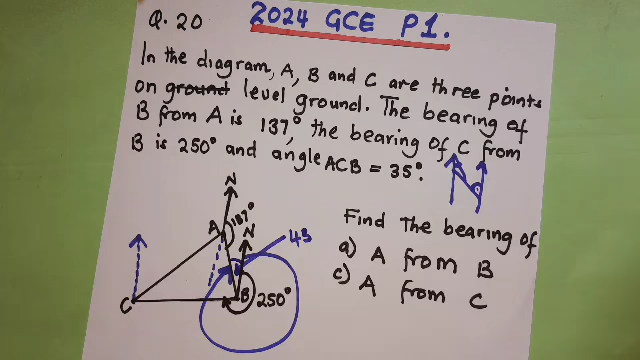 Q. 20
2024 GCE P1.
In the diagram, A, B and C are three points
on ground level ground. The bearing of
B from A is 137°, the bearing of C from
B is 250° and angle ACB = 35°.
Find The bearing of
a) A from B
c) A from C
N
A
137°
N
43
C
B
250°